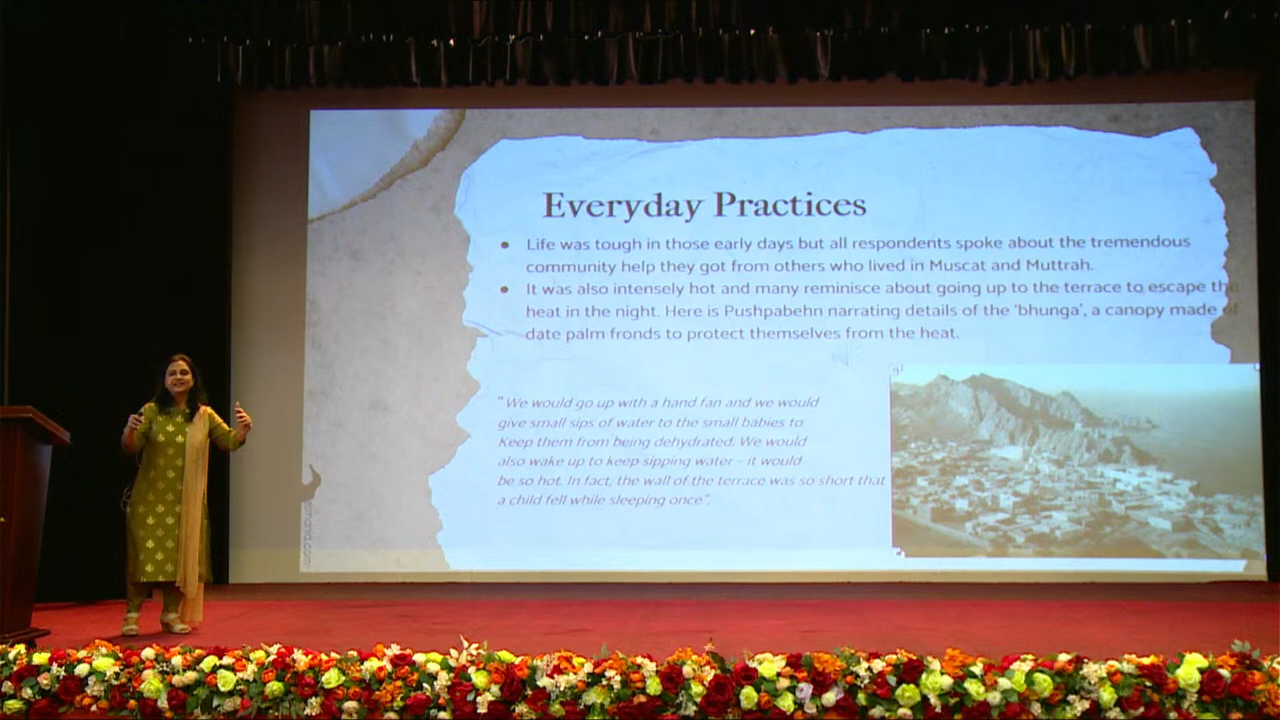 Everyday Practices
● Life was tough in those early days but all respondents spoke about the tremendous
community help they got from others who lived in Muscat and Muttrah.
● It was also intensely hot and many reminisce about going up to the terrace to escape the
heat in the night. Here is Pushpabehn narrating details of the 'bhunga', a canopy made of
date palm fronds to protect themselves from the heat.
"We would go up with a hand fan and we would
give small sips of water to the small babies to
Keep them from being dehydrated. We would
also wake up to keep sipping water – it would
be so hot. In fact, the wall of the terrace was so short that
a child fell while sleeping once".